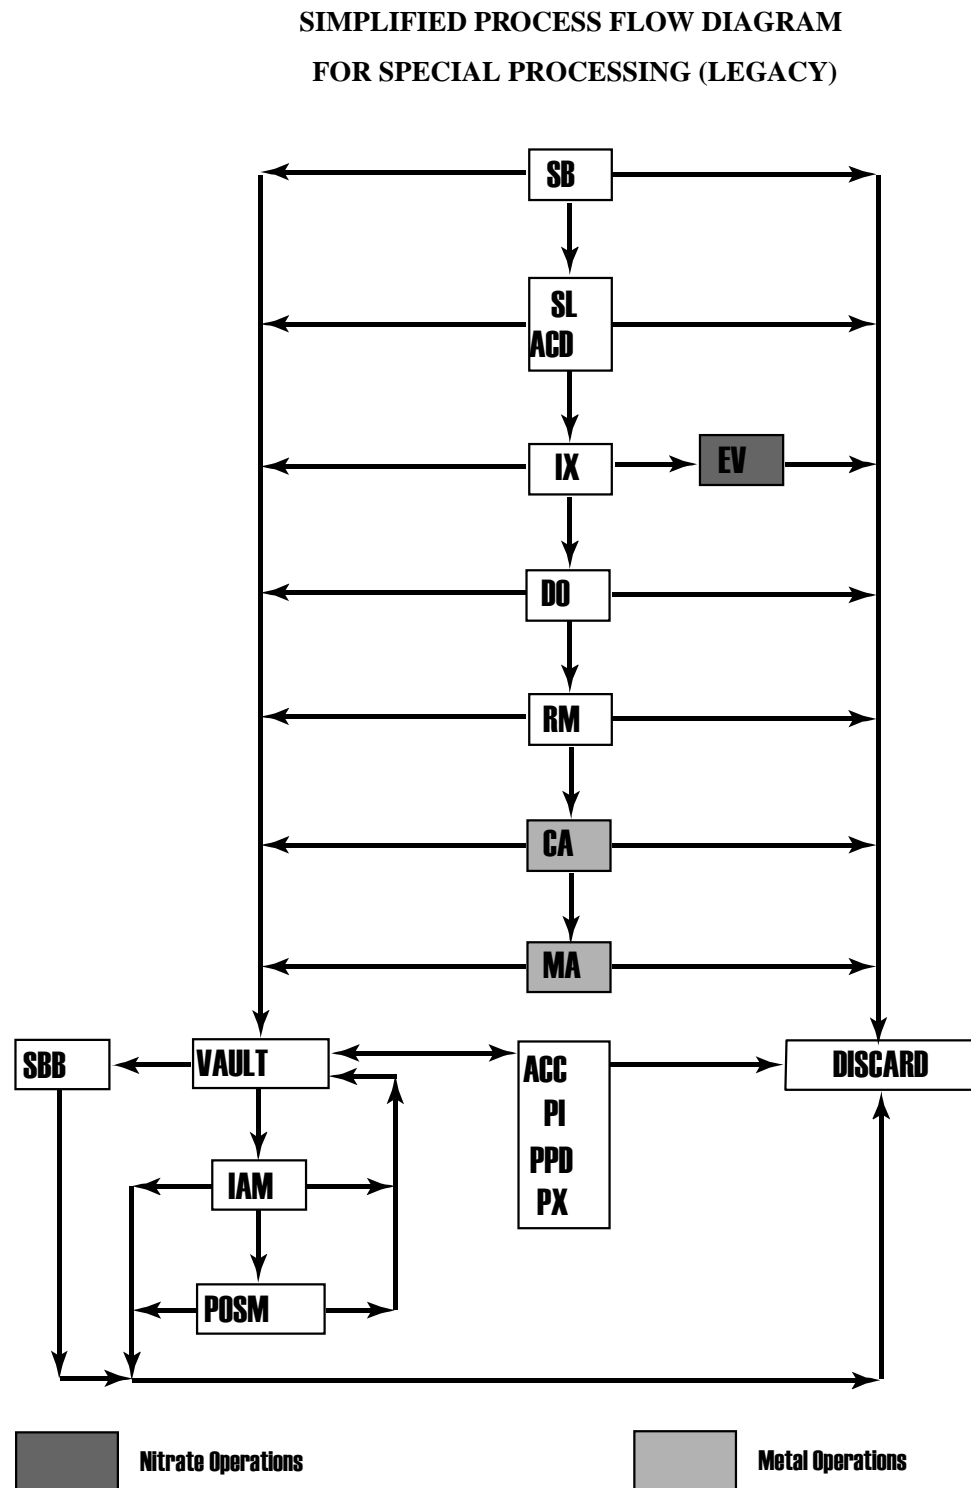 SIMPLIFIED PROCESS FLOW DIAGRAM
FOR SPECIAL PROCESSING (LEGACY)
SB
SL
ACD
IX
EV
DO
RM
CA
MA
SBB
VAULT
ACC
PI
PPD
PX
DISCARD
IAM
POSM
Nitrate Operations
Metal Operations